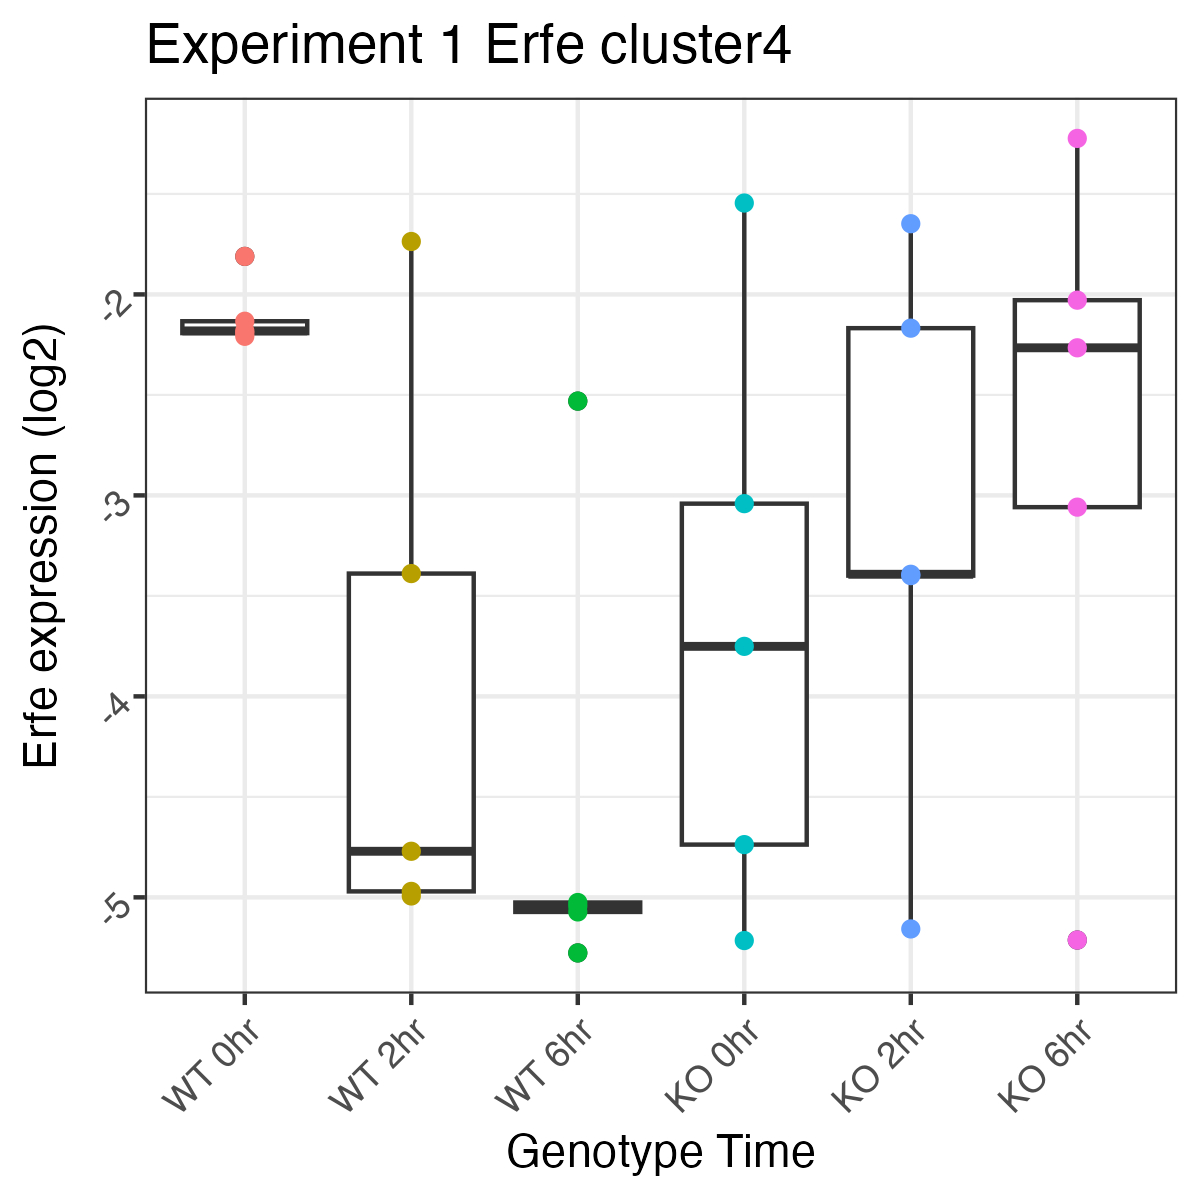 Experiment 1 Erfe cluster4
Erfe expression (log2)
-2
-3
-4
-5
WT 0hr
WT 2hr
WT 6hr
KO 0hr
KO 2hr
KO 6hr
Genotype Time